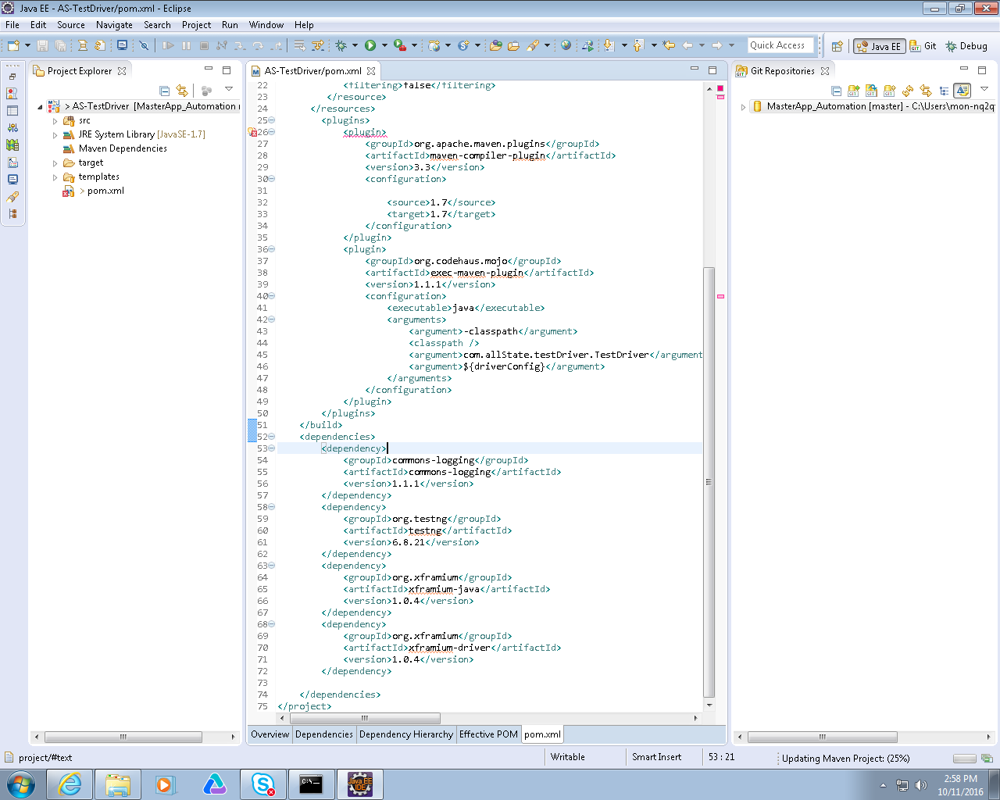 Java EE - AS-TestDriver/pom.xml - Eclipse
File Edit Source Navigate Search Project Run Window Help
Quick Access
Java EE
Git
Debug
Project Explorer
AS-TestDriver/pom.xml
Git Repositories
> AS-TestDriver [MasterApp_Automation
src
JRE System Library [JavaSE-1.7]
Maven Dependencies
target
templates
> pom.xml
MasterApp_Automation [master] - C:\Users\mon-nq2q
22 <filtering>false</filtering>
23 </resource>
24 </resources>
25 <plugins>
26 <plugin>
27 <groupId>org.apache.maven.plugins</groupId>
28 <artifactId>maven-compiler-plugin</artifactId>
29 <version>3.3</version>
30 <configuration>
31
32 <source>1.7</source>
33 <target>1.7</target>
34 </configuration>
35 </plugin>
36 <plugin>
37 <groupId>org.codehaus.mojo</groupId>
38 <artifactId>exec-maven-plugin</artifactId>
39 <version>1.1.1</version>
40 <configuration>
41 <executable>java</executable>
42 <arguments>
43 <argument>-classpath</argument>
44 <classpath />
45 <argument>com.allState.testDriver.TestDriver</argument
46 <argument>${driverConfig}</argument>
47 </arguments>
48 </configuration>
49 </plugin>
50 </plugins>
51 </build>
52 <dependencies>
53 <dependency>
54 <groupId>commons-logging</groupId>
55 <artifactId>commons-logging</artifactId>
56 <version>1.1.1</version>
57 </dependency>
58 <dependency>
59 <groupId>org.testng</groupId>
60 <artifactId>testng</artifactId>
61 <version>6.8.21</version>
62 </dependency>
63 <dependency>
64 <groupId>org.xframium</groupId>
65 <artifactId>xframium-java</artifactId>
66 <version>1.0.4</version>
67 </dependency>
68 <dependency>
69 <groupId>org.xframium</groupId>
70 <artifactId>xframium-driver</artifactId>
71 <version>1.0.4</version>
72 </dependency>
73
74 </dependencies>
75 </project>
Overview Dependencies Dependency Hierarchy Effective POM pom.xml
project/#text
Writable
Smart Insert
53 : 21
Updating Maven Project: (25%)
Java EE
IDE
C:\_
2:58 PM
10/11/2016